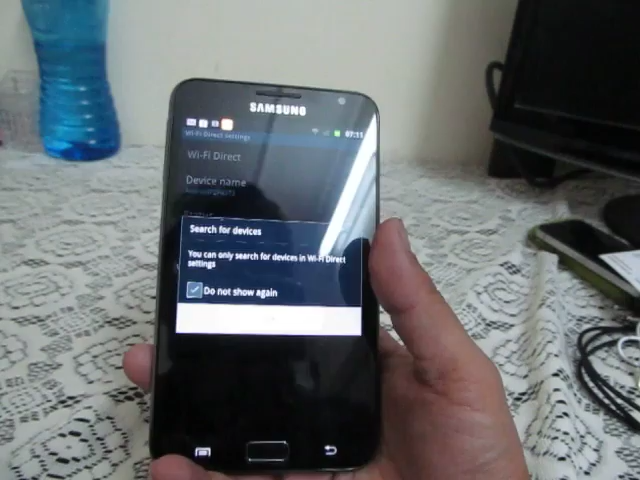 SAMSUNG
07:11
Wi-Fi Direct settings
Wi-Fi Direct
Device name
Search for devices
You can only search for devices in Wi-Fi Direct
settings
Do not show again